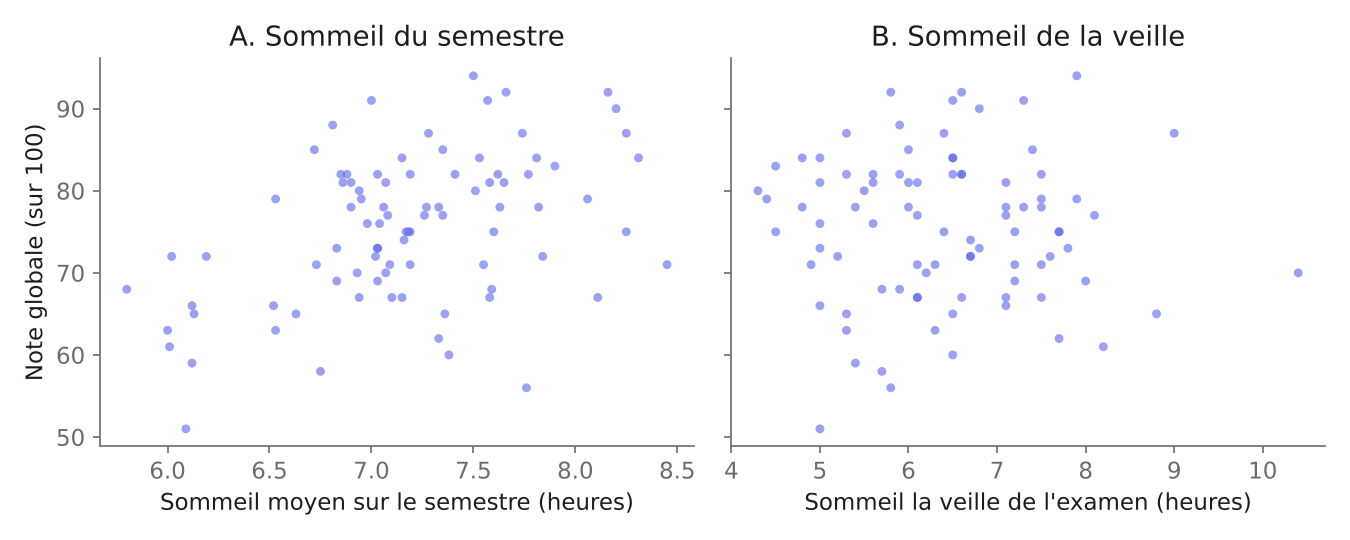 A. Sommeil du semestre
B. Sommeil de la veille
Note globale (sur 100)
90
80
70
60
50
6.0 6.5 7.0 7.5 8.0 8.5
4 5 6 7 8 9 10
Sommeil moyen sur le semestre (heures)
Sommeil la veille de l'examen (heures)